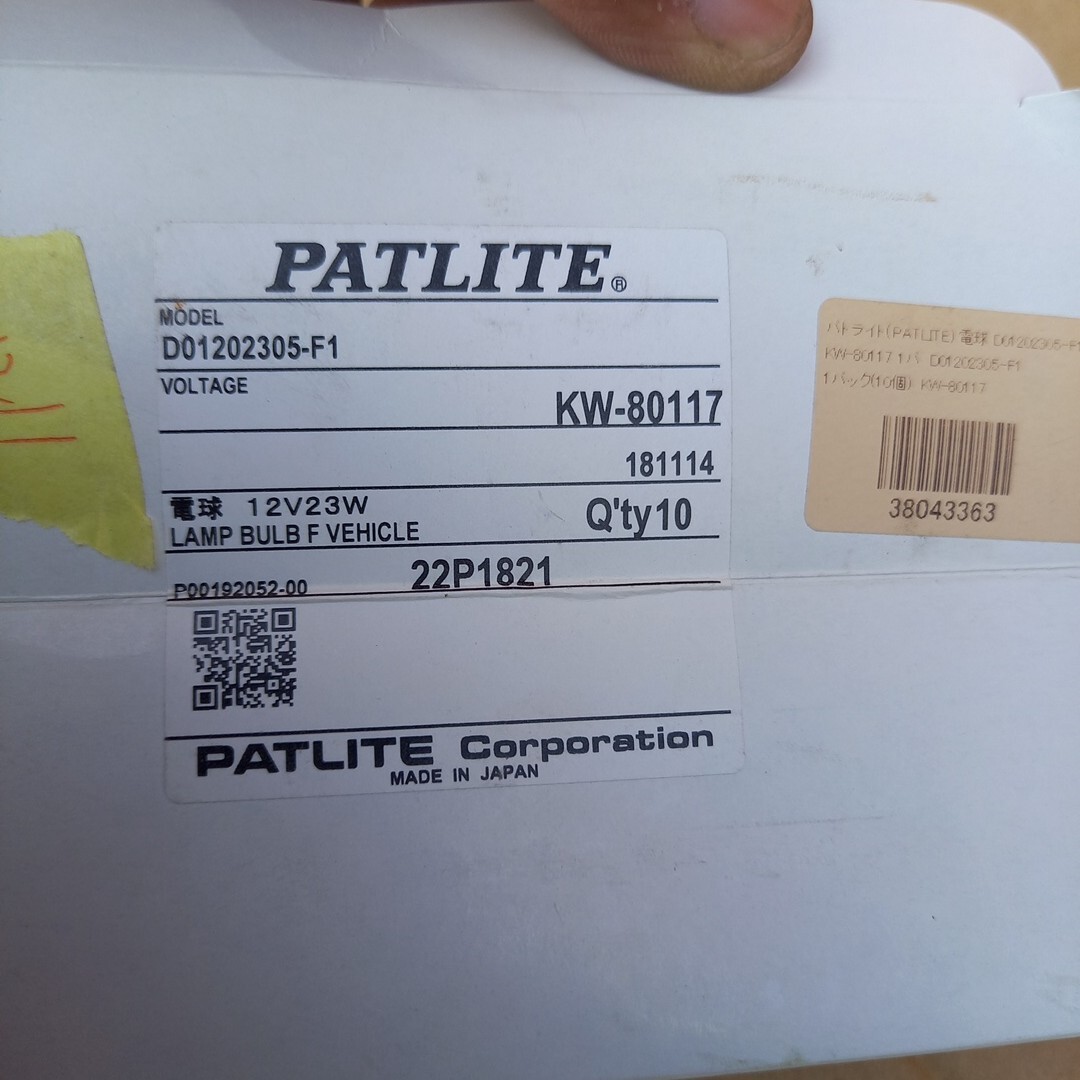 PATLITE®
MODEL
D01202305-F1
VOLTAGE
KW-80117
181114
電球 12V23W
LAMP BULB F VEHICLE
Q'ty10
P00192052-00
22P1821
PATLITE Corporation
MADE IN JAPAN
パトライト(PATLITE) 電球 D01202305-F1
KW-80117 1パ D01202305-F1
1パック(10個) KW-80117
38043363